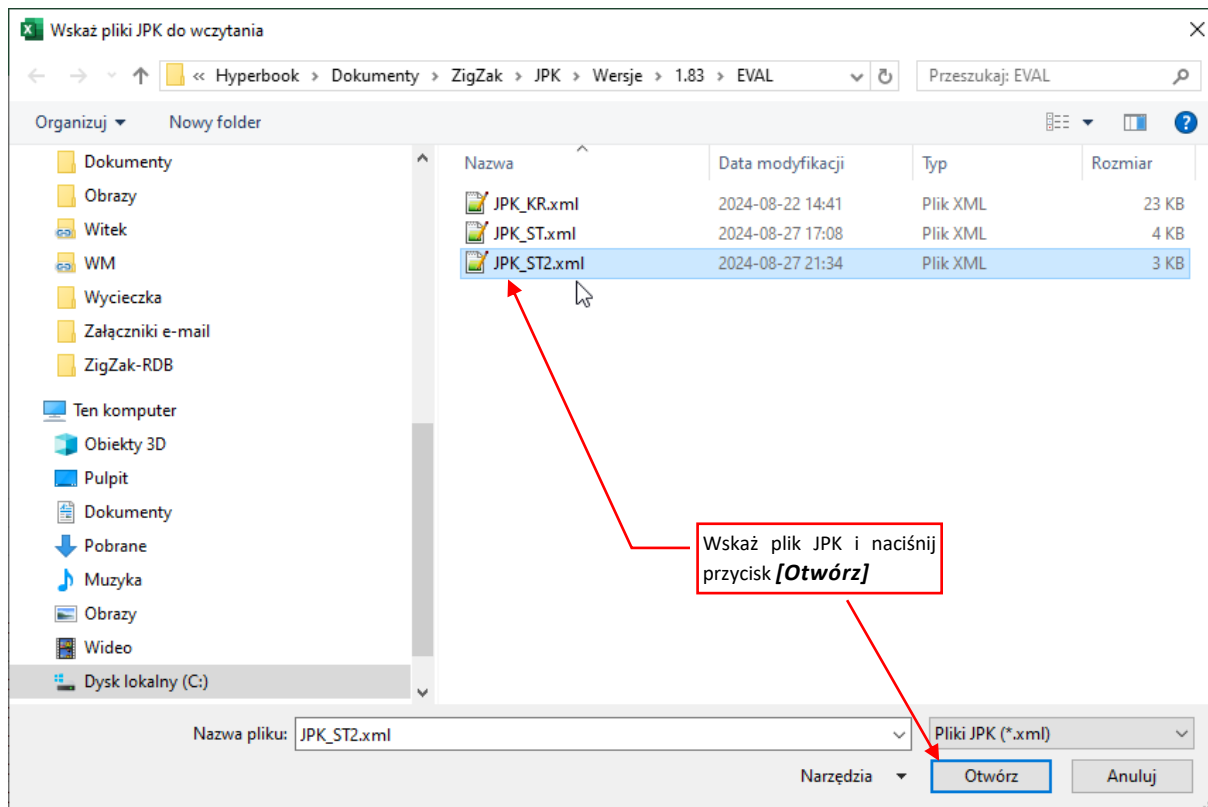 Wskaż pliki JPK do wczytania
« Hyperbook › Dokumenty › ZigZak › JPK › Wersje › 1.83 › EVAL
Przeszukaj: EVAL
Organizuj
Nowy folder
Dokumenty
Obrazy
Witek
WM
Wycieczka
Załączniki e-mail
ZigZak-RDB
Ten komputer
Obiekty 3D
Pulpit
Dokumenty
Pobrane
Muzyka
Obrazy
Wideo
Dysk lokalny (C:)
Nazwa Data modyfikacji Typ Rozmiar
JPK_KR.xml 2024-08-22 14:41 Plik XML 23 KB
JPK_ST.xml 2024-08-27 17:08 Plik XML 4 KB
JPK_ST2.xml 2024-08-27 21:34 Plik XML 3 KB
Wskaż plik JPK i naciśnij
przycisk [Otwórz]
Nazwa pliku: JPK_ST2.xml
Pliki JPK (*.xml)
Narzędzia
Otwórz
Anuluj